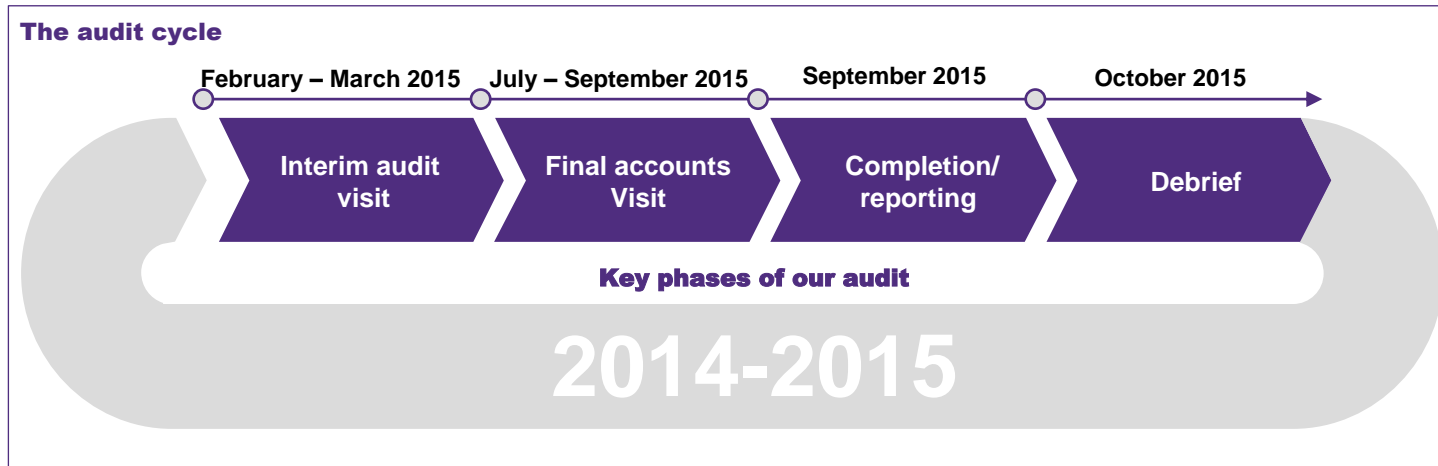 The audit cycle
February – March 2015
July – September 2015
September 2015
October 2015
Interim audit
visit
Final accounts
Visit
Completion/
reporting
Debrief
Key phases of our audit
2014-2015